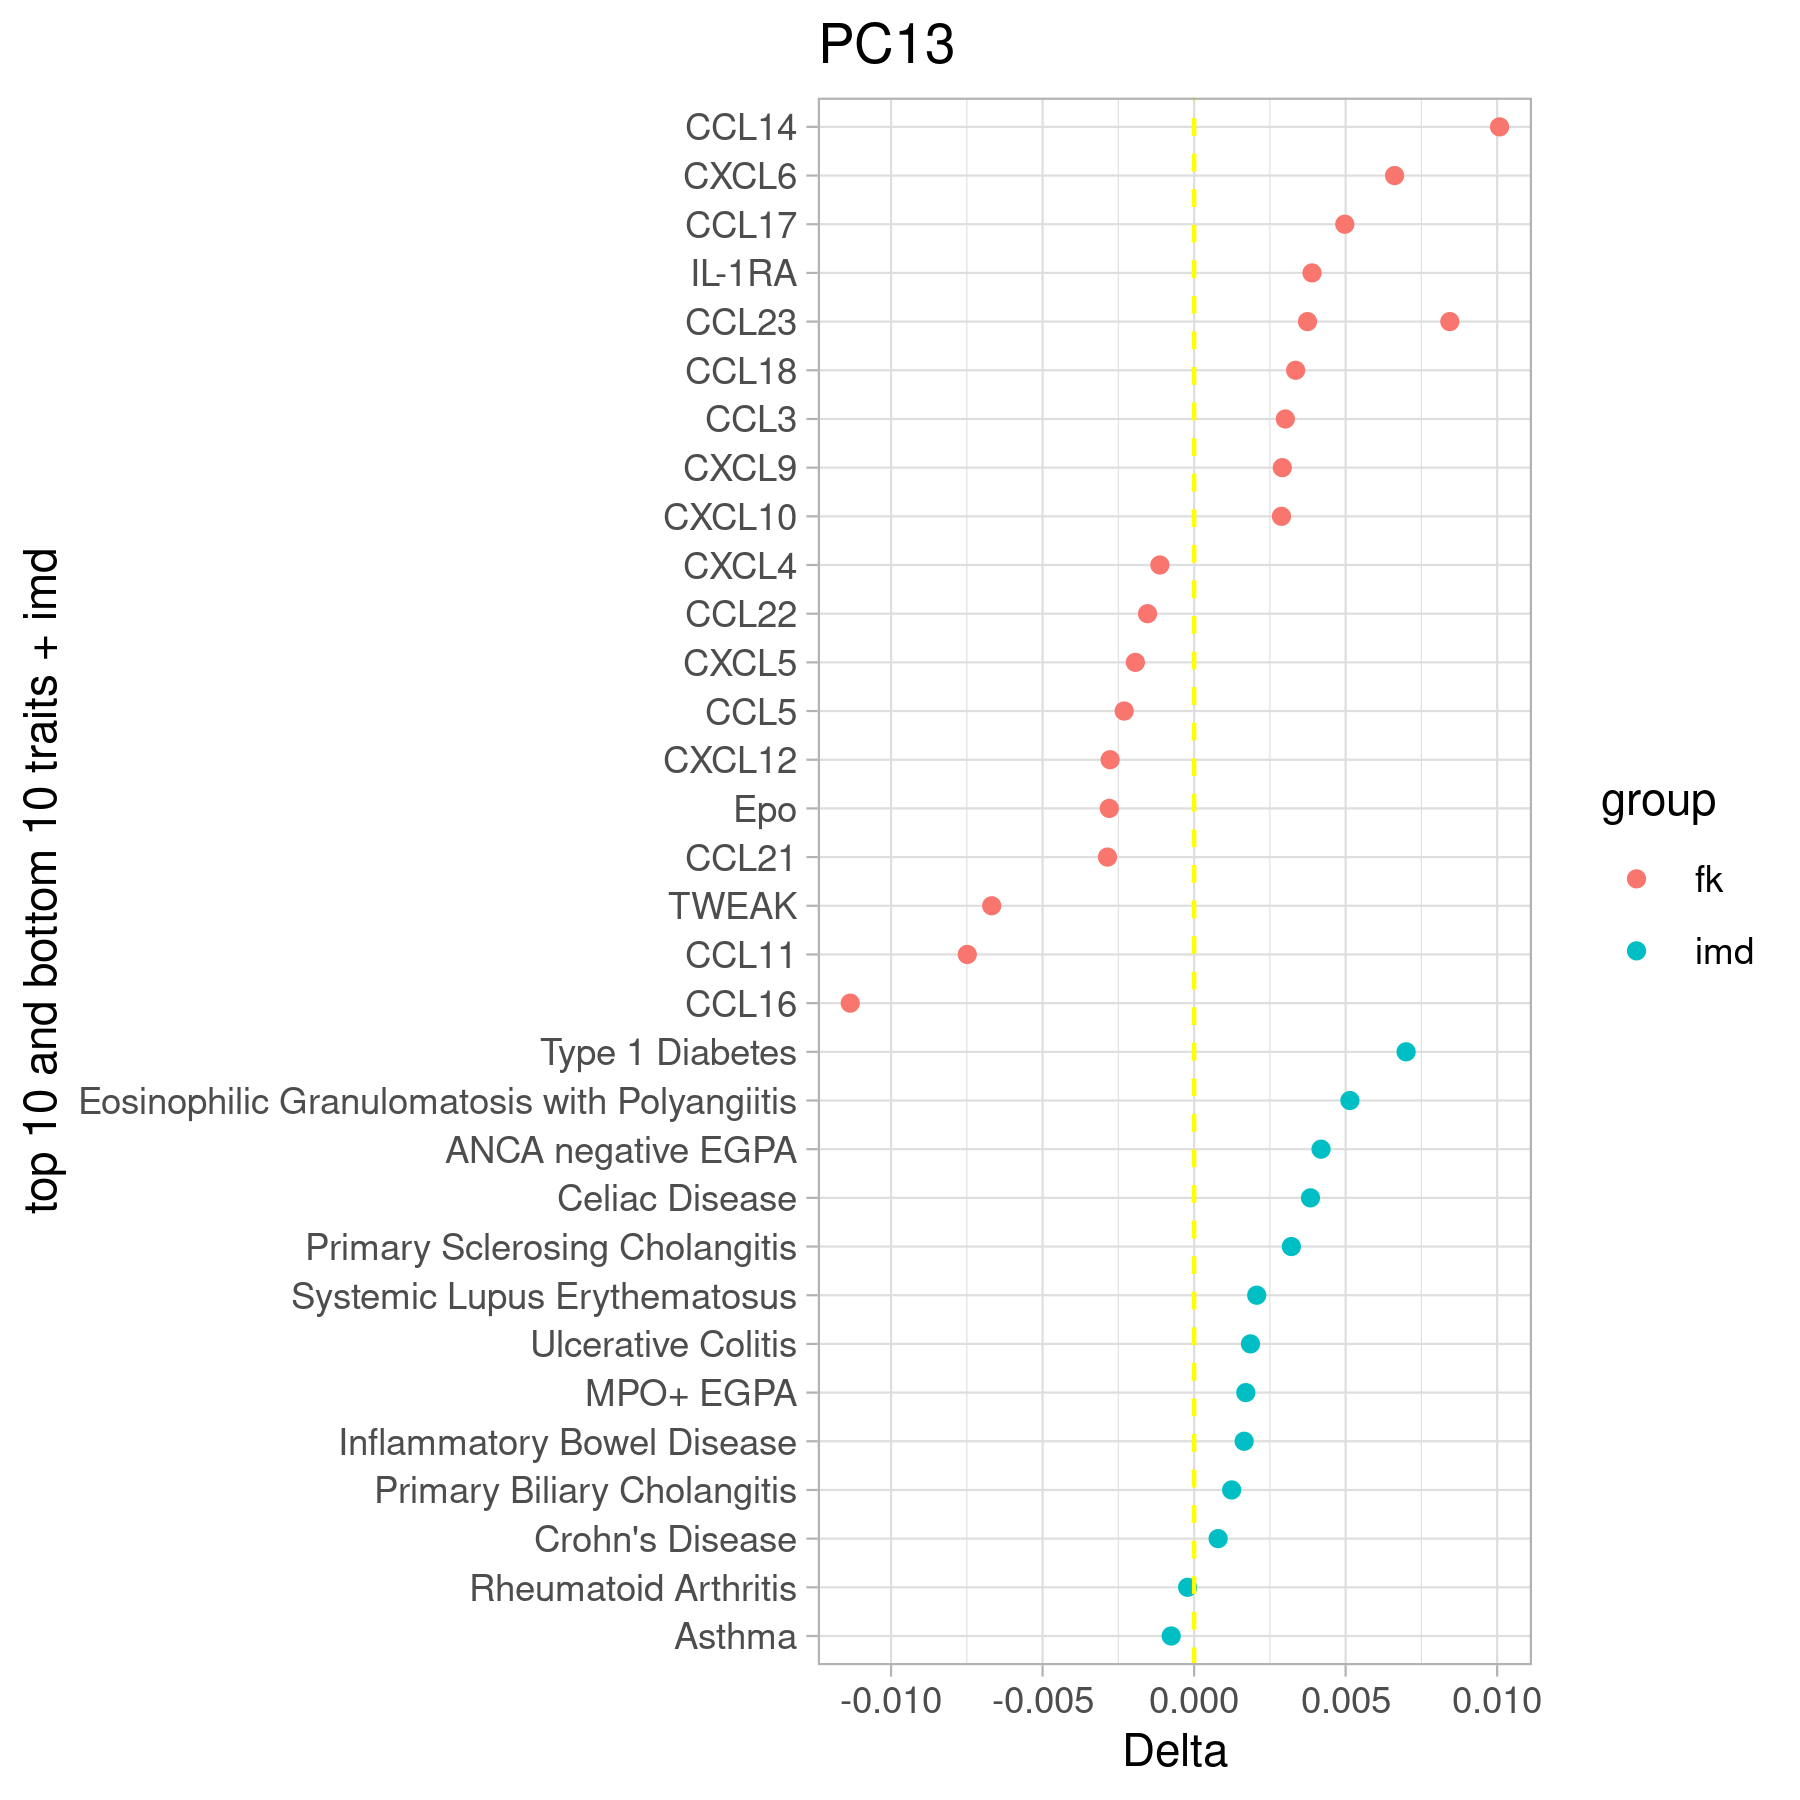 PC13
top 10 and bottom 10 traits + imd
CCL14
CXCL6
CCL17
IL-1RA
CCL23
CCL18
CCL3
CXCL9
CXCL10
CXCL4
CCL22
CXCL5
CCL5
CXCL12
Epo
CCL21
TWEAK
CCL11
CCL16
Type 1 Diabetes
Eosinophilic Granulomatosis with Polyangiitis
ANCA negative EGPA
Celiac Disease
Primary Sclerosing Cholangitis
Systemic Lupus Erythematosus
Ulcerative Colitis
MPO+ EGPA
Inflammatory Bowel Disease
Primary Biliary Cholangitis
Crohn's Disease
Rheumatoid Arthritis
Asthma
-0.010 -0.005 0.000 0.005 0.010
Delta
group
fk
imd